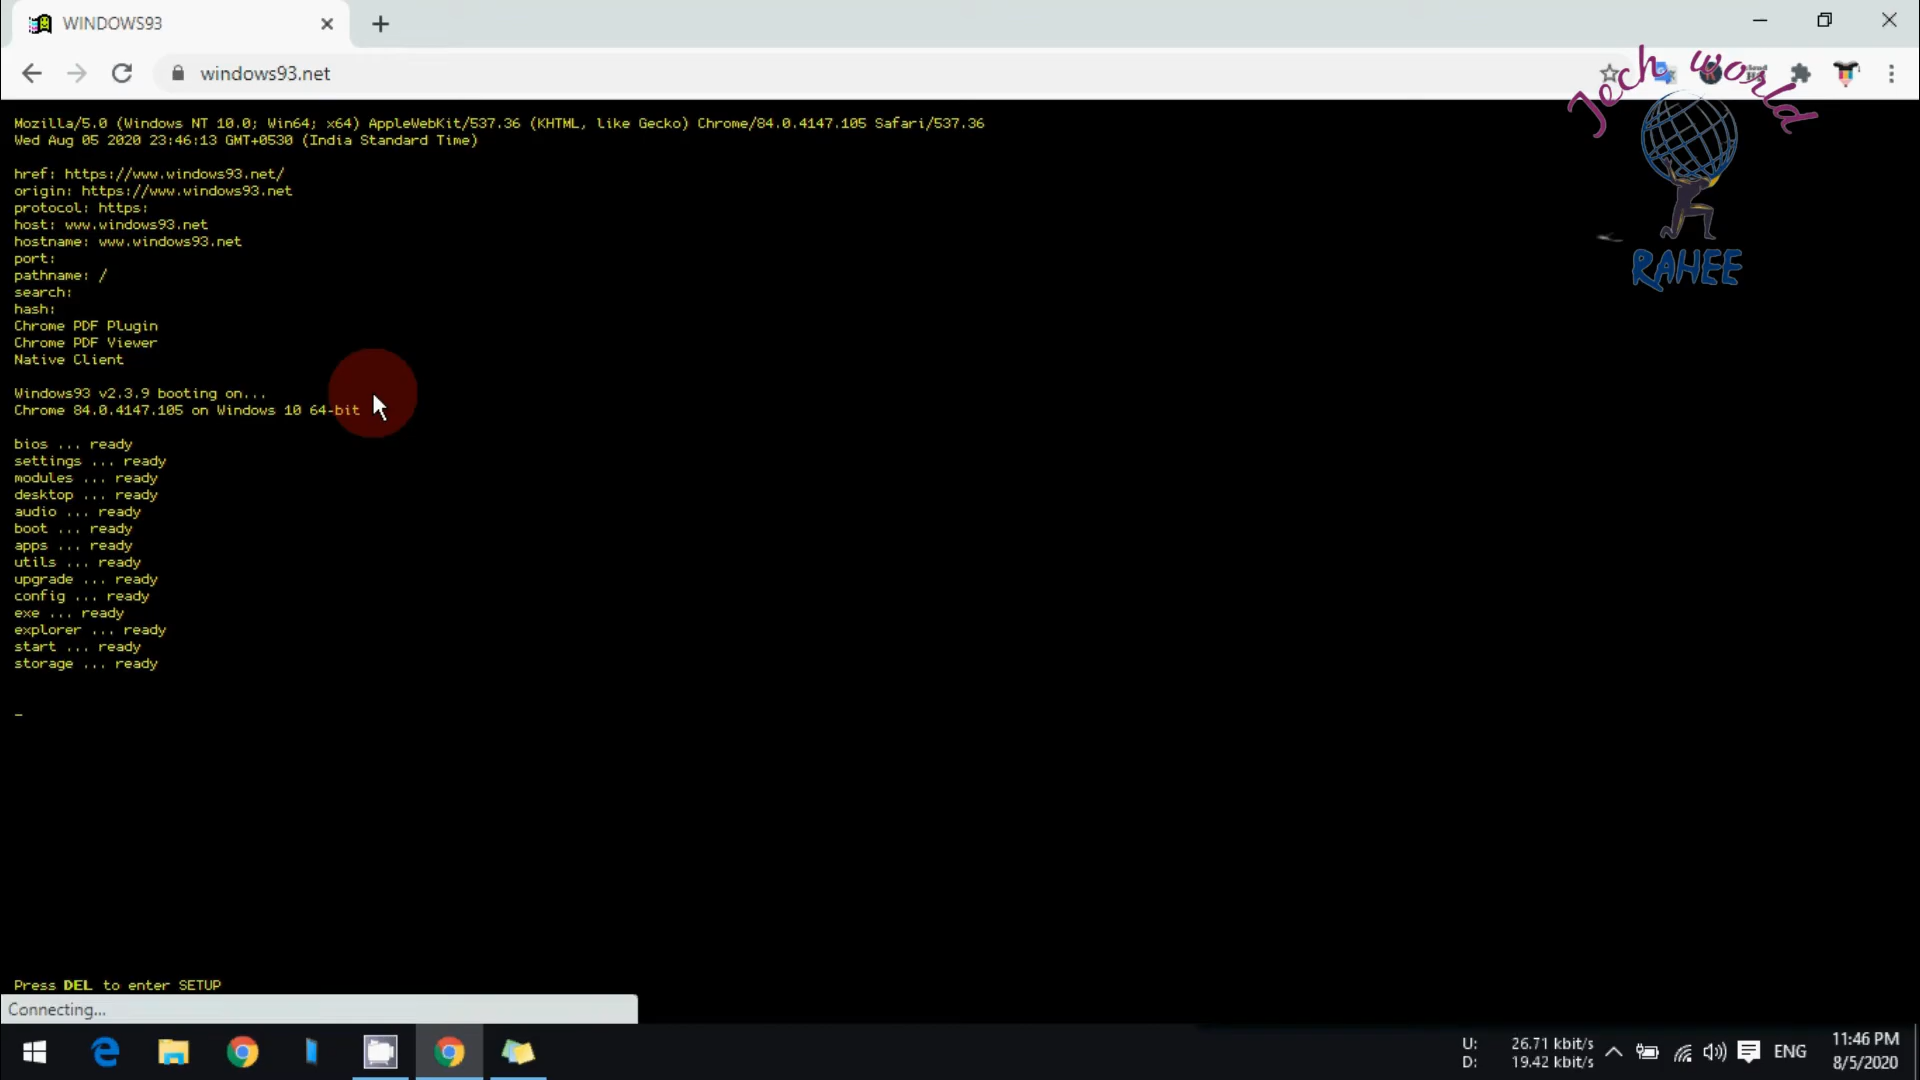 WINDOWS93
windows93.net
Tech World
RAHEE
Mozilla/5.0 (Windows NT 10.0; Win64; x64) AppleWebKit/537.36 (KHTML, like Gecko) Chrome/84.0.4147.105 Safari/537.36
Wed Aug 05 2020 23:46:13 GMT+0530 (India Standard Time)
href: https://www.windows93.net/
origin: https://www.windows93.net
protocol: https:
host: www.windows93.net
hostname: www.windows93.net
port:
pathname: /
search:
hash:
Chrome PDF Plugin
Chrome PDF Viewer
Native Client
Windows93 v2.3.9 booting on...
Chrome 84.0.4147.105 on Windows 10 64-bit
bios ... ready
settings ... ready
modules ... ready
desktop ... ready
audio ... ready
boot ... ready
apps ... ready
utils ... ready
upgrade ... ready
config ... ready
exe ... ready
explorer ... ready
start ... ready
storage ... ready
_
Press DEL to enter SETUP
Connecting...
U: 26.71 kbit/s
D: 19.42 kbit/s
ENG
11:46 PM
8/5/2020